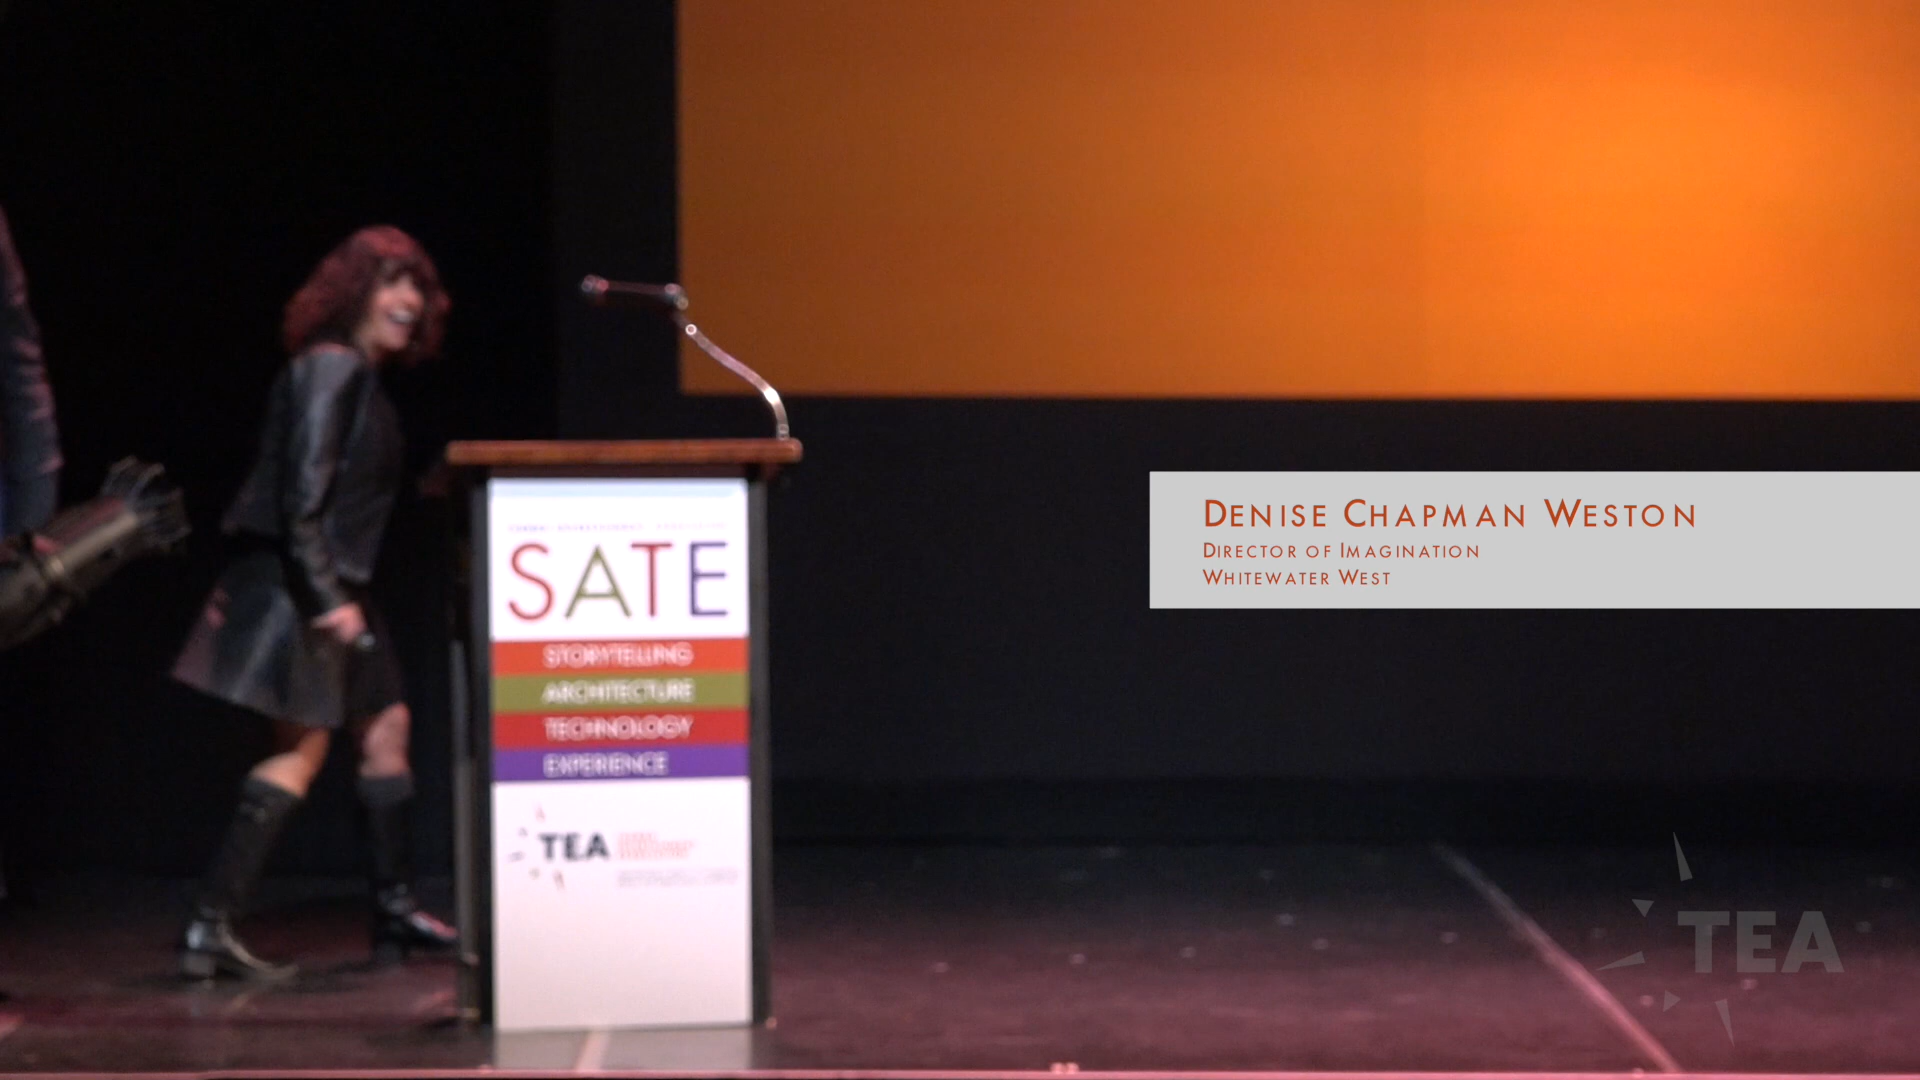 SATE
STORYTELLING
ARCHITECTURE
TECHNOLOGY
EXPERIENCE
TEA
DENISE CHAPMAN WESTON
DIRECTOR OF IMAGINATION
WHITEWATER WEST
TEA